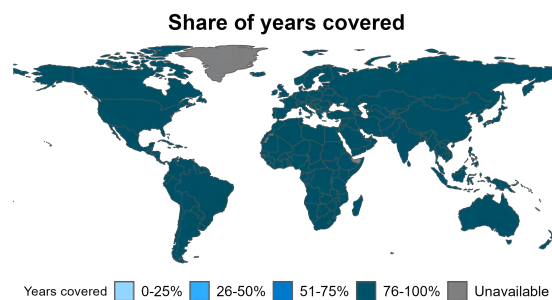 Share of years covered
Years covered 0-25% 26-50% 51-75% 76-100% Unavailable